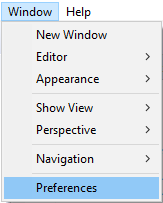 Window Help
New Window
Editor
Appearance
Show View
Perspective
Navigation
Preferences